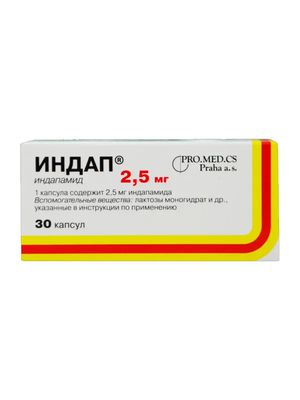 ИНДАП®
индапамид
2,5 мг
PRO.MED.CS
Praha a. s.
1 капсула содержит 2,5 мг индапамида
Вспомогательные вещества: лактозы моногидрат и др.,
указанные в инструкции по применению
30 капсул